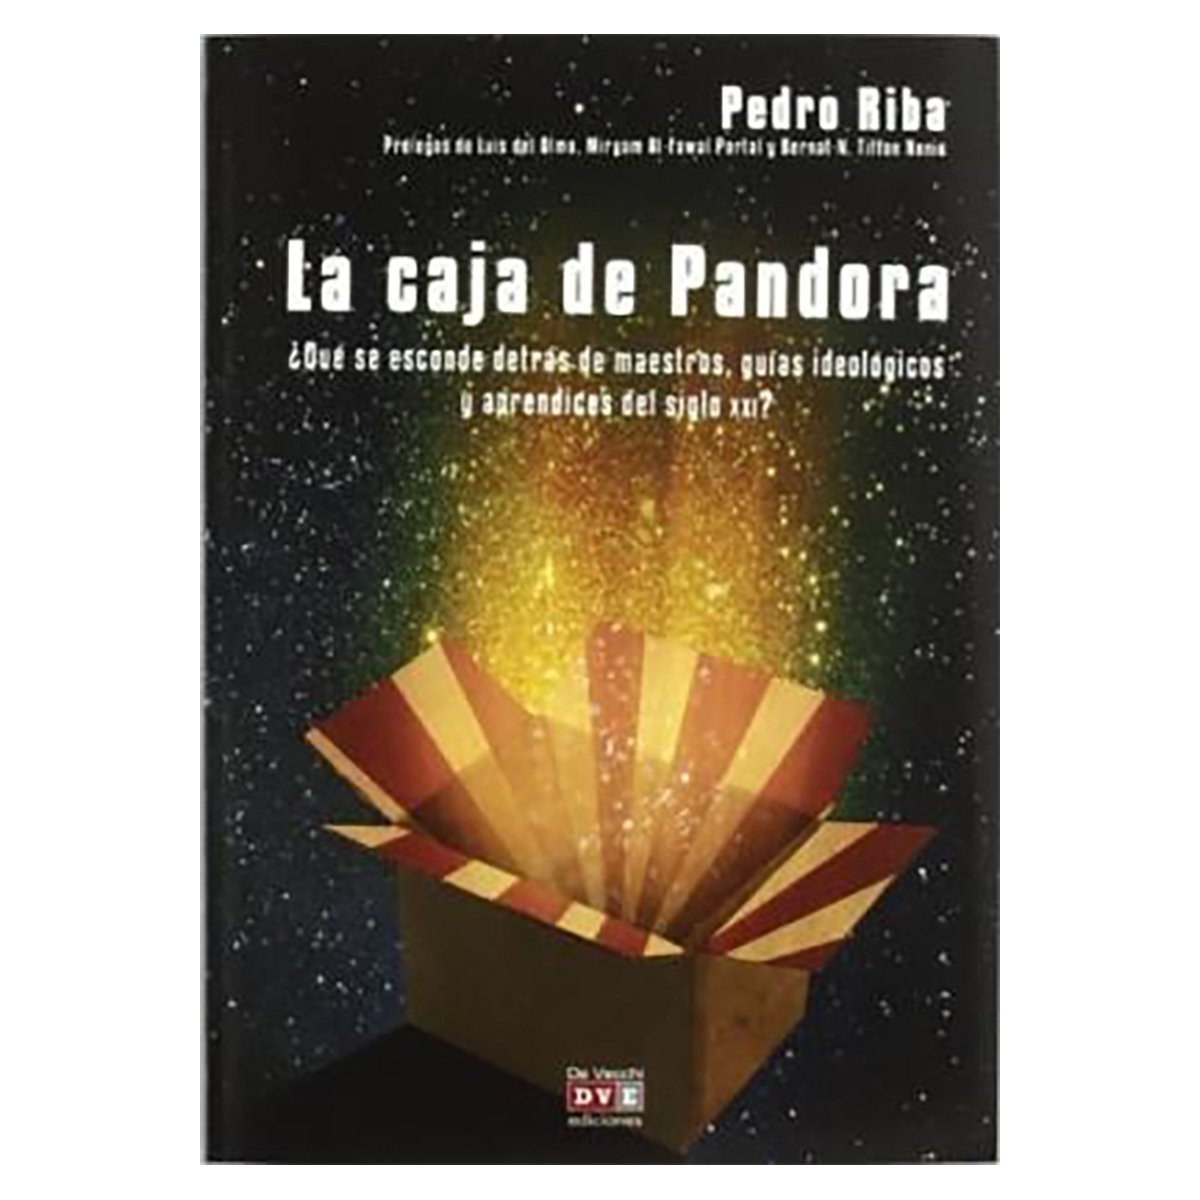 Pedro Riba
Prólogos de Luis del Olmo, Miryam Al-Fawal Portal y Bernat-N. Tiffon Nonis
La caja de Pandora
¿Qué se esconde detrás de maestros, guías ideológicos
y aprendices del siglo XXI?
De Vecchi
DVE
ediciones